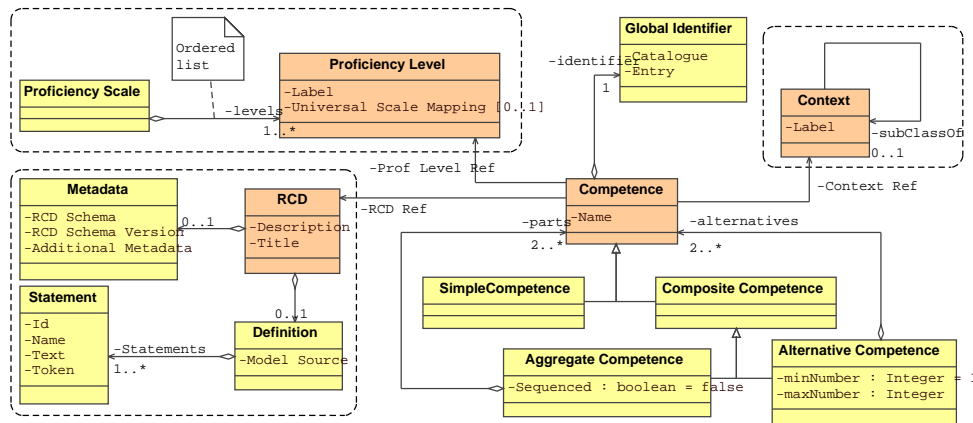 Ordered
list
Proficiency Scale
-levels
1..*
Proficiency Level
-Label
-Universal Scale Mapping [0..1]
Global Identifier
-Catalogue
-Entry
-identifier
1
Context
-Label
-subClassOf
0..1
-Prof Level Ref
-Context Ref
-RCD Ref
Metadata
-RCD Schema
-RCD Schema Version
-Additional Metadata
0..1
RCD
-Description
-Title
0..1
Statement
-Id
-Name
-Text
-Token
-Statements
1..*
Definition
-Model Source
Competence
-Name
-parts
2..*
-alternatives
2..*
SimpleCompetence
Composite Competence
Aggregate Competence
-Sequenced : boolean = false
Alternative Competence
-minNumber : Integer = 1
-maxNumber : Integer